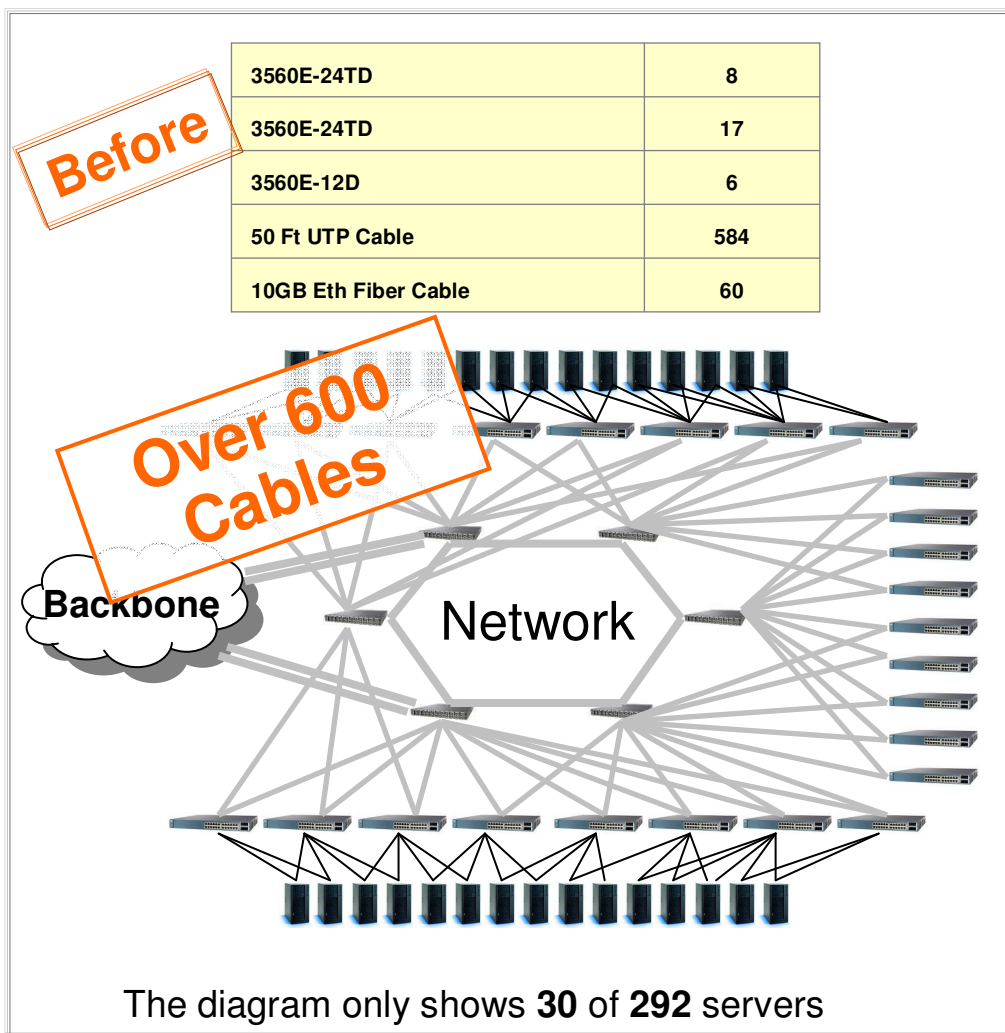 3560E-24TD 8
Before
3560E-24TD 17
3560E-12D 6
50 Ft UTP Cable 584
10GB Eth Fiber Cable 60
Over 600
Cables
Backbone
Network
The diagram only shows 30 of 292 servers